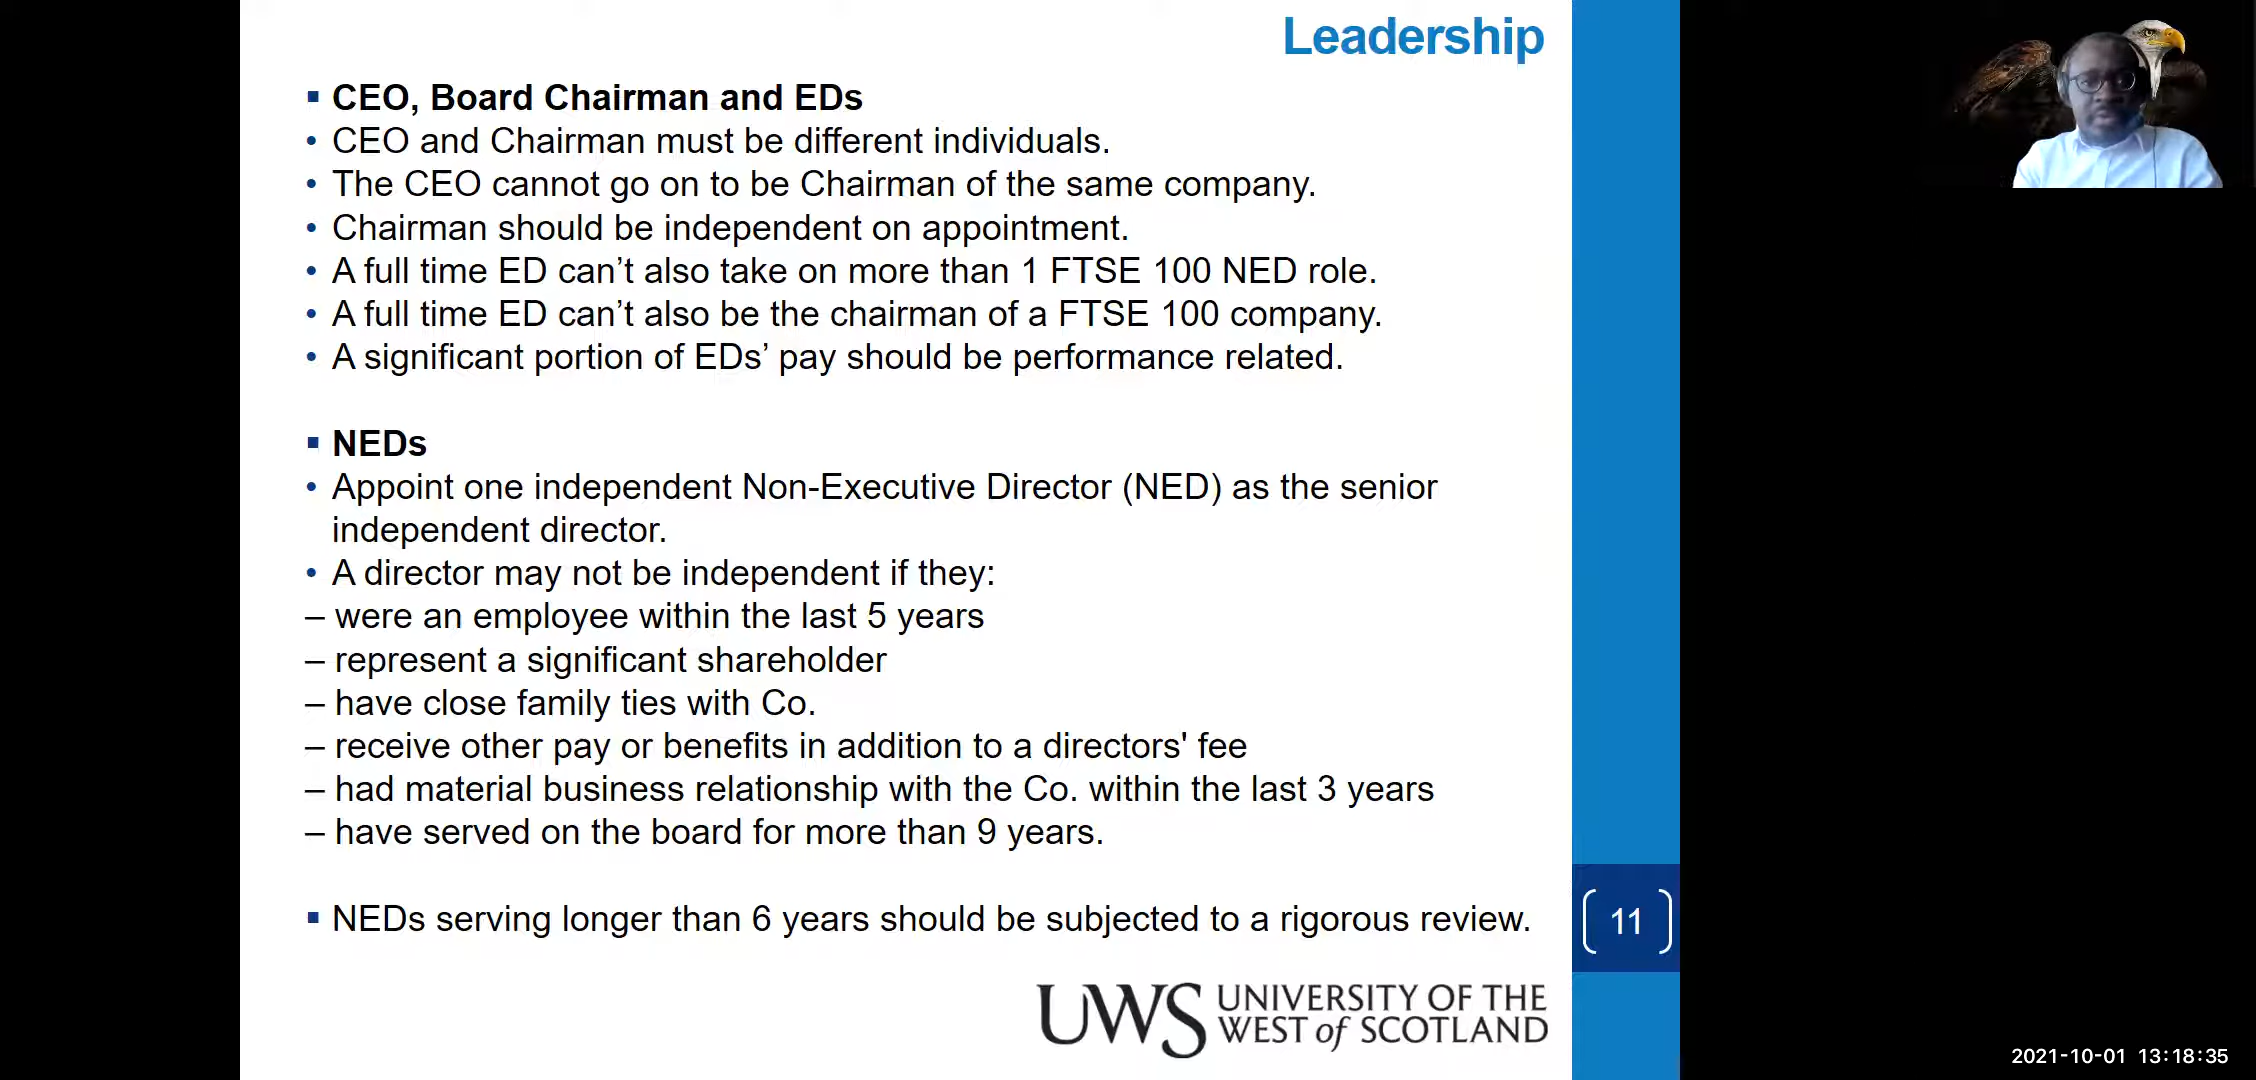 Leadership
▪ CEO, Board Chairman and EDs
• CEO and Chairman must be different individuals.
• The CEO cannot go on to be Chairman of the same company.
• Chairman should be independent on appointment.
• A full time ED can’t also take on more than 1 FTSE 100 NED role.
• A full time ED can’t also be the chairman of a FTSE 100 company.
• A significant portion of EDs’ pay should be performance related.
▪ NEDs
• Appoint one independent Non-Executive Director (NED) as the senior
independent director.
• A director may not be independent if they:
– were an employee within the last 5 years
– represent a significant shareholder
– have close family ties with Co.
– receive other pay or benefits in addition to a directors' fee
– had material business relationship with the Co. within the last 3 years
– have served on the board for more than 9 years.
▪ NEDs serving longer than 6 years should be subjected to a rigorous review.
11
UWS UNIVERSITY OF THE
WEST of SCOTLAND
2021-10-01 13:18:35